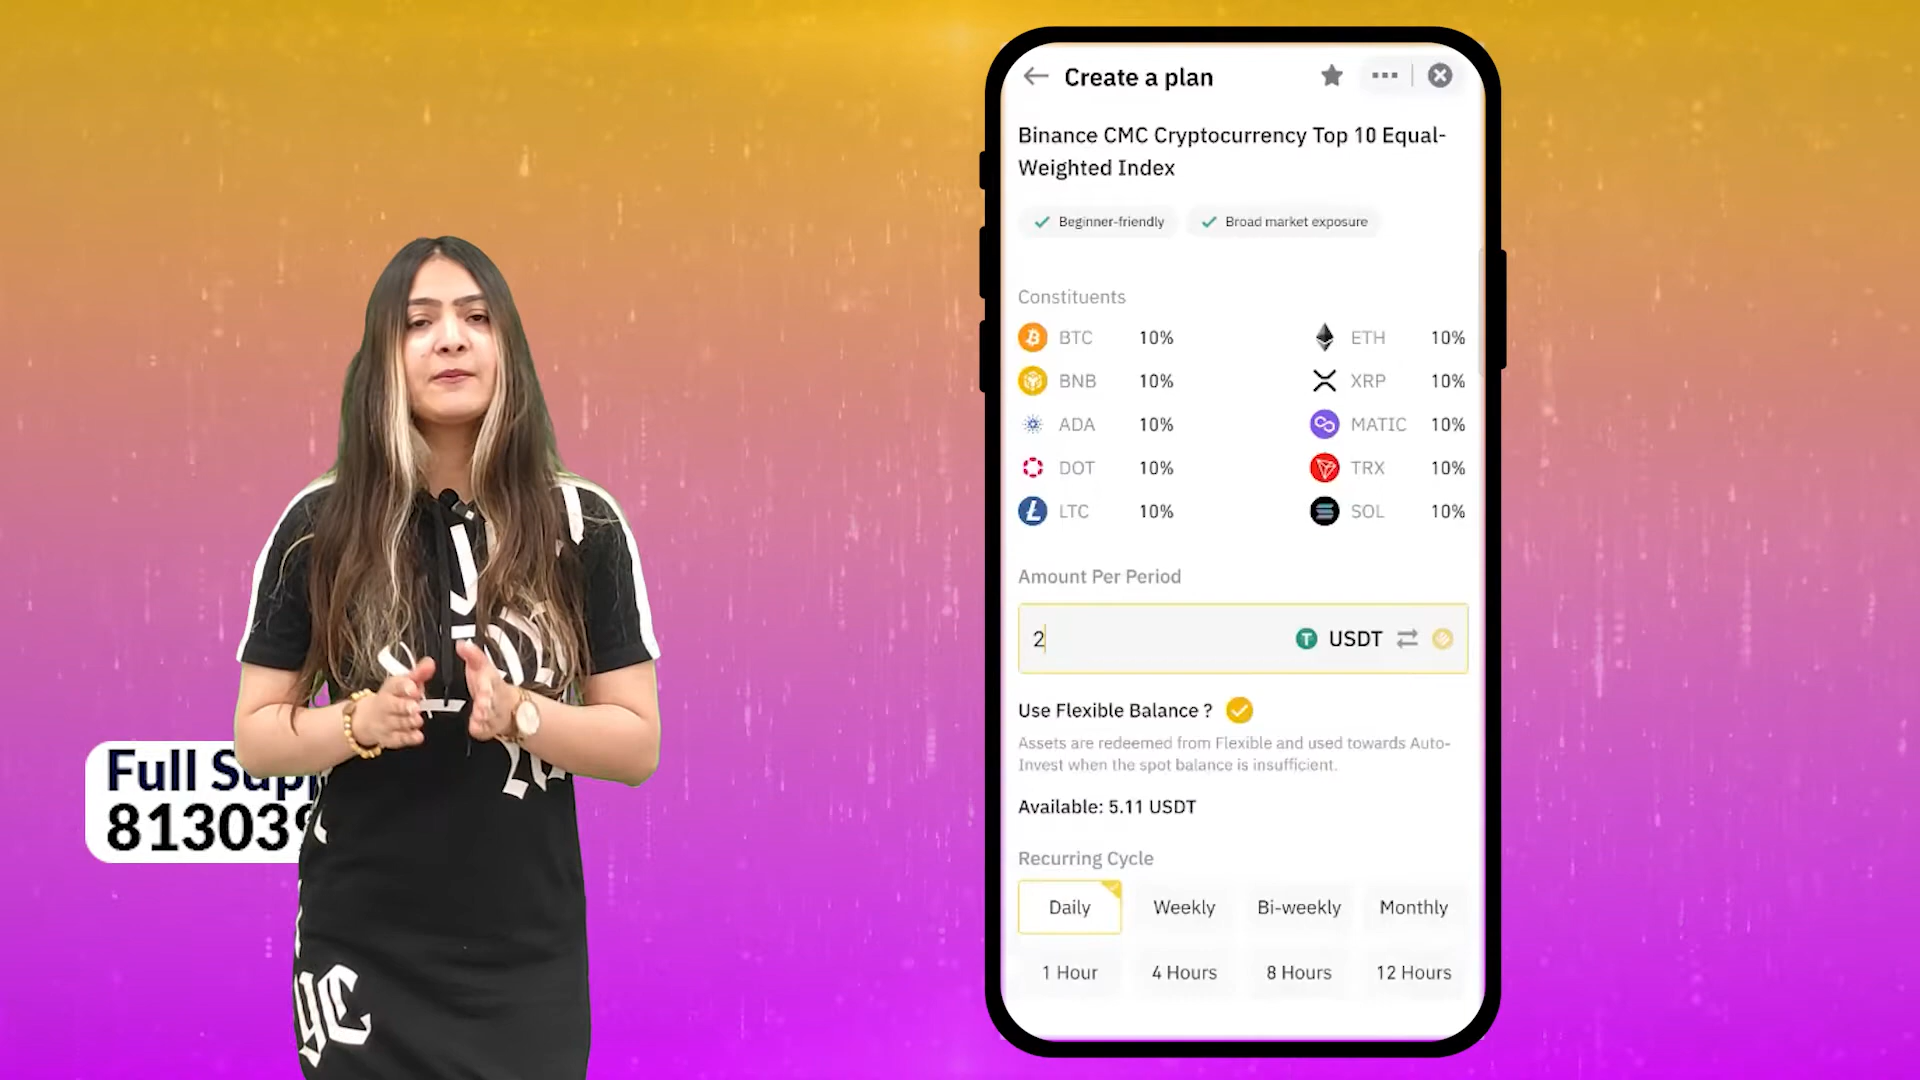 Create a plan
Binance CMC Cryptocurrency Top 10 Equal-
Weighted Index
Beginner-friendly
Broad market exposure
Constituents
BTC 10% ETH 10%
BNB 10% XRP 10%
ADA 10% MATIC 10%
DOT 10% TRX 10%
LTC 10% SOL 10%
Amount Per Period
2 USDT
Use Flexible Balance ?
Assets are redeemed from Flexible and used towards Auto-
Invest when the spot balance is insufficient.
Available: 5.11 USDT
Recurring Cycle
Daily Weekly Bi-weekly Monthly
1 Hour 4 Hours 8 Hours 12 Hours
Full
81303